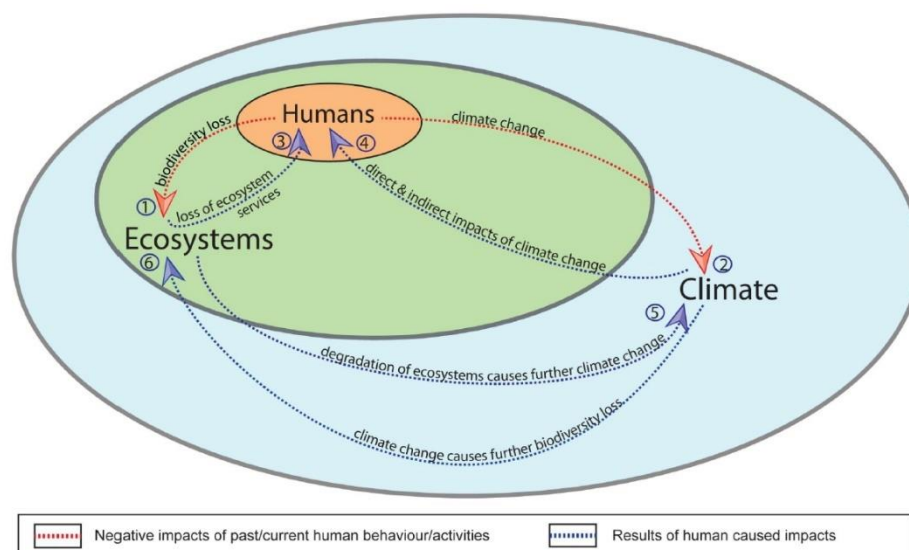 Humans
climate change
biodiversity loss
③
④
direct & indirect impacts of climate change
①
loss of ecosystem
services
Ecosystems
⑥
②
Climate
⑤
degradation of ecosystems causes further climate change
climate change causes further biodiversity loss
Negative impacts of past/current human behaviour/activities
Results of human caused impacts